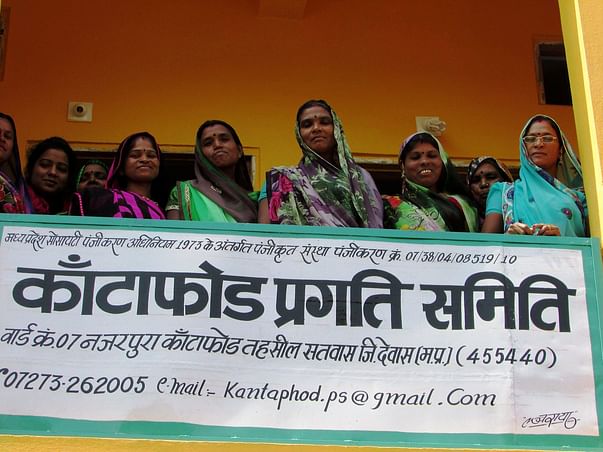 मध्यप्रदेश सोसायटी पंजीकरण अधिनियम 1973 के अंतर्गत पंजीकृत संस्था पंजीकरण क्रं. 07/38/04/08519/10
काँटाफोड प्रगति समिति
वार्ड क्रं. 07 नजरपुरा काँटाफोड तहसील सतवास जि. देवास (म.प्र.) (455440)
07273-262005 e-mail:- Kantaphod.ps@gmail.Com